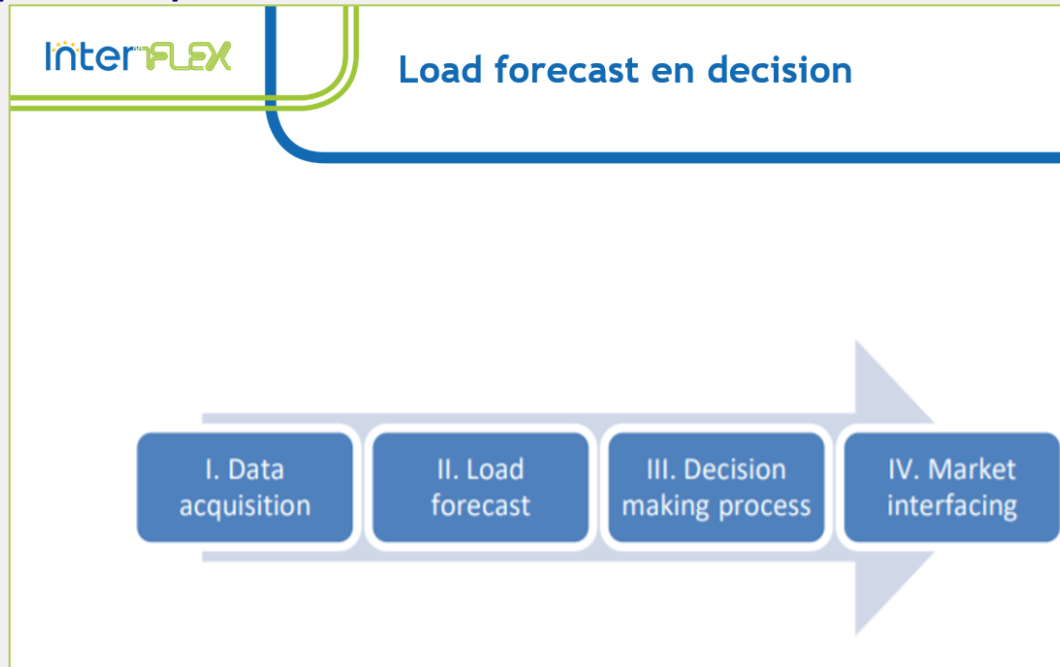 InterFLEX
Load forecast en decision
I. Data
acquisition
II. Load
forecast
III. Decision
making process
IV. Market
interfacing